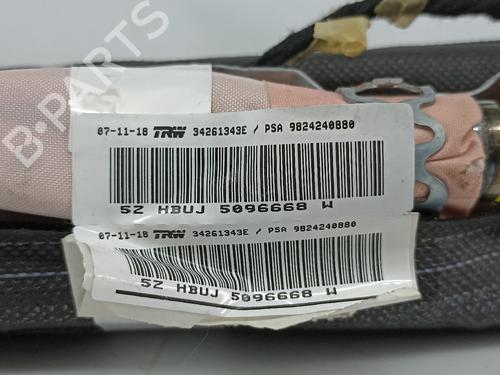 B-PARTS
07-11-18 TRW 34261343E / PSA 9824240880
5Z HBUJ 5096668 W
07-11-18 TRW 34261343E / PSA 9824240880
5Z HBUJ 5096668 W